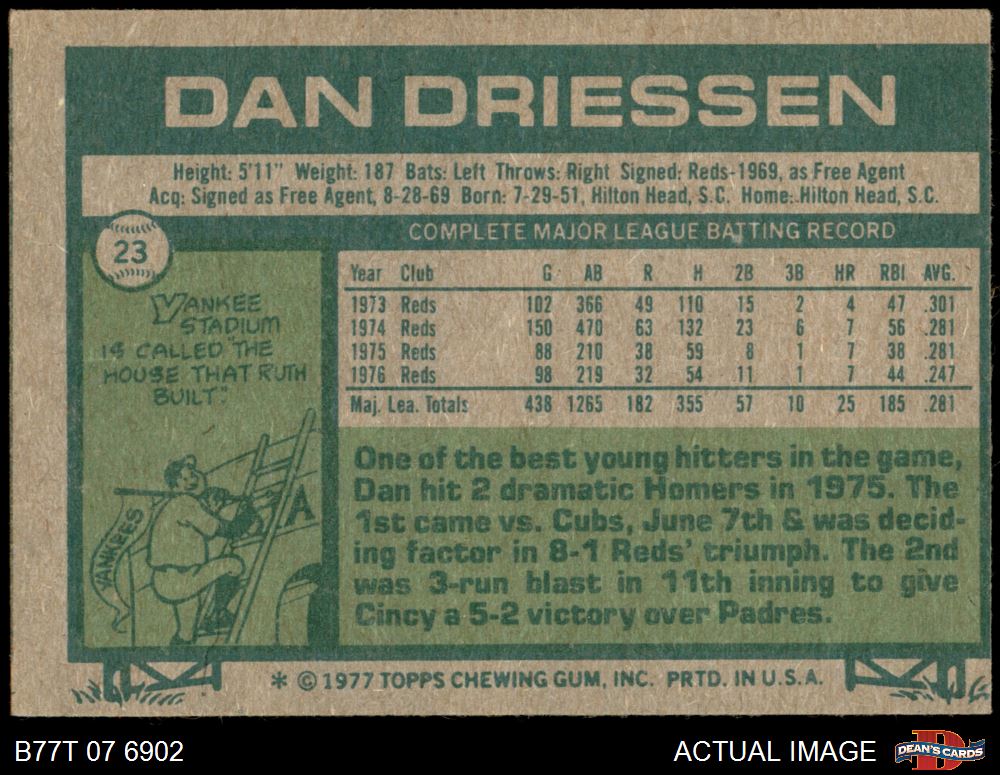 DAN DRIESSEN
Height: 5'11" Weight: 187 Bats: Left Throws: Right Signed: Reds-1969, as Free Agent
Acq: Signed as Free Agent, 8-28-69 Born: 7-29-51, Hilton Head, S.C. Home: Hilton Head, S.C.
23
COMPLETE MAJOR LEAGUE BATTING RECORD
Year Club G AB R H 2B 3B HR RBI AVG.
1973 Reds 102 366 49 110 15 2 4 47 .301
1974 Reds 150 470 63 132 23 6 7 56 .281
1975 Reds 88 210 38 59 8 1 7 38 .281
1976 Reds 98 219 32 54 11 1 7 44 .247
Maj. Lea. Totals 438 1265 182 355 57 10 25 185 .281
YANKEE
STADIUM
IS CALLED "THE
HOUSE THAT RUTH
BUILT."
YANKEES
A
One of the best young hitters in the game,
Dan hit 2 dramatic Homers in 1975. The
1st came vs. Cubs, June 7th & was decid-
ing factor in 8-1 Reds' triumph. The 2nd
was 3-run blast in 11th inning to give
Cincy a 5-2 victory over Padres.
* © 1977 TOPPS CHEWING GUM, INC. PRTD. IN U.S.A.
B77T 07 6902
ACTUAL IMAGE
D
DEAN'S CARDS